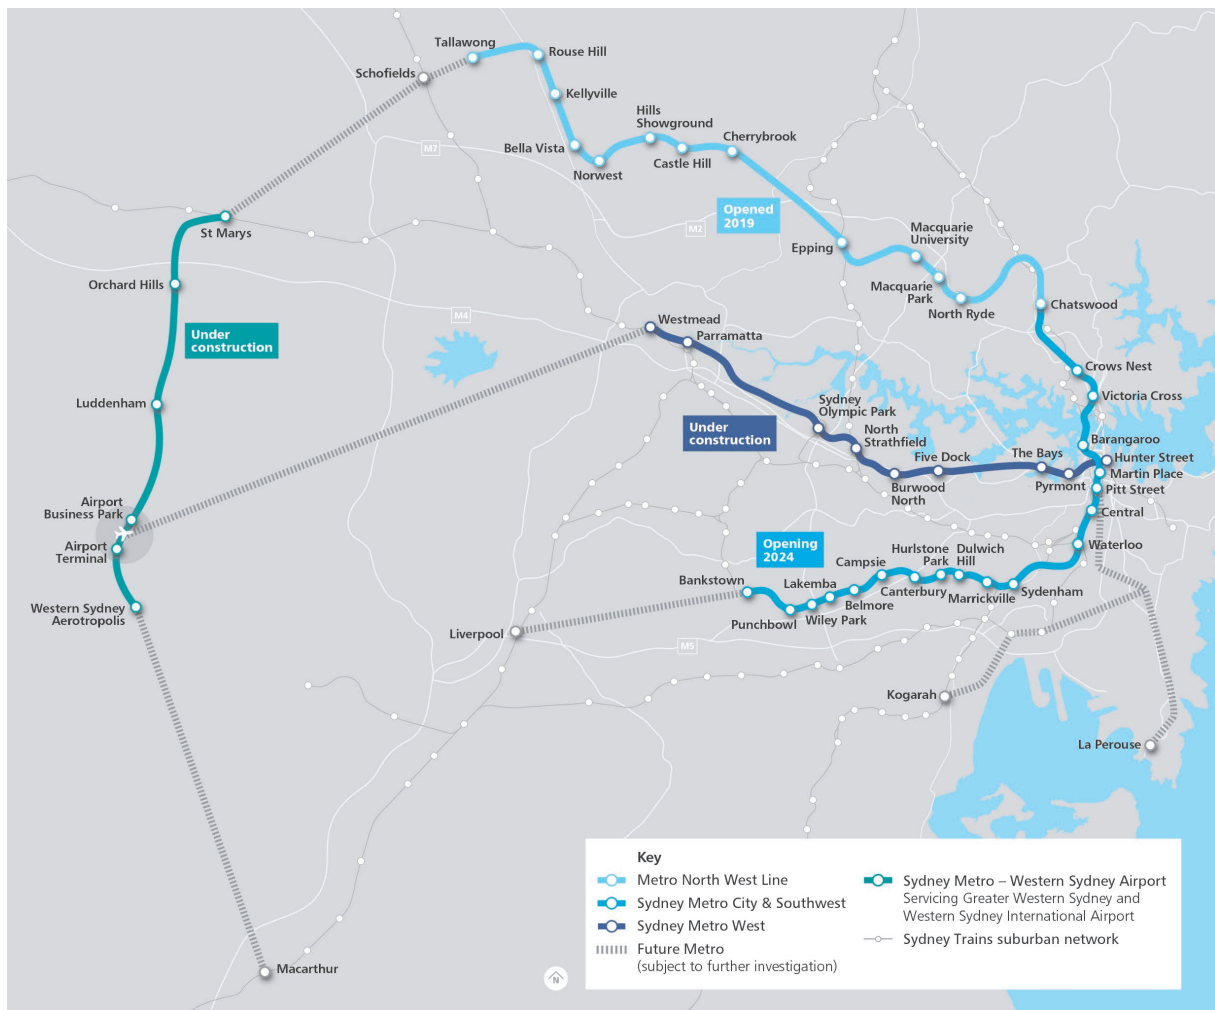 Tallawong
Rouse Hill
Schofields
Kellyville
Hills
Showground
Cherrybrook
M7
Bella Vista
Castle Hill
Norwest
Opened
2019
St Marys
M2
Macquarie
University
Epping
Orchard Hills
Macquarie
Park
North Ryde
Chatswood
M4
Westmead
Parramatta
Under
construction
Crows Nest
Victoria Cross
Luddenham
Sydney
Olympic Park
Under
construction
North
Strathfield
Barangaroo
Five Dock
The Bays
Hunter Street
Martin Place
Burwood
North
Pyrmont
Pitt Street
Airport
Business Park
Central
Airport
Terminal
Opening
2024
Waterloo
Hurlstone
Park
Dulwich
Hill
Campsie
Bankstown
Lakemba
Canterbury
Marrickville
Sydenham
Belmore
Western Sydney
Aerotropolis
Punchbowl
Wiley Park
Liverpool
M5
Kogarah
La Perouse
Macarthur
N
Key
Metro North West Line
Sydney Metro City & Southwest
Sydney Metro West
Future Metro
(subject to further investigation)
Sydney Metro – Western Sydney Airport
Servicing Greater Western Sydney and
Western Sydney International Airport
Sydney Trains suburban network